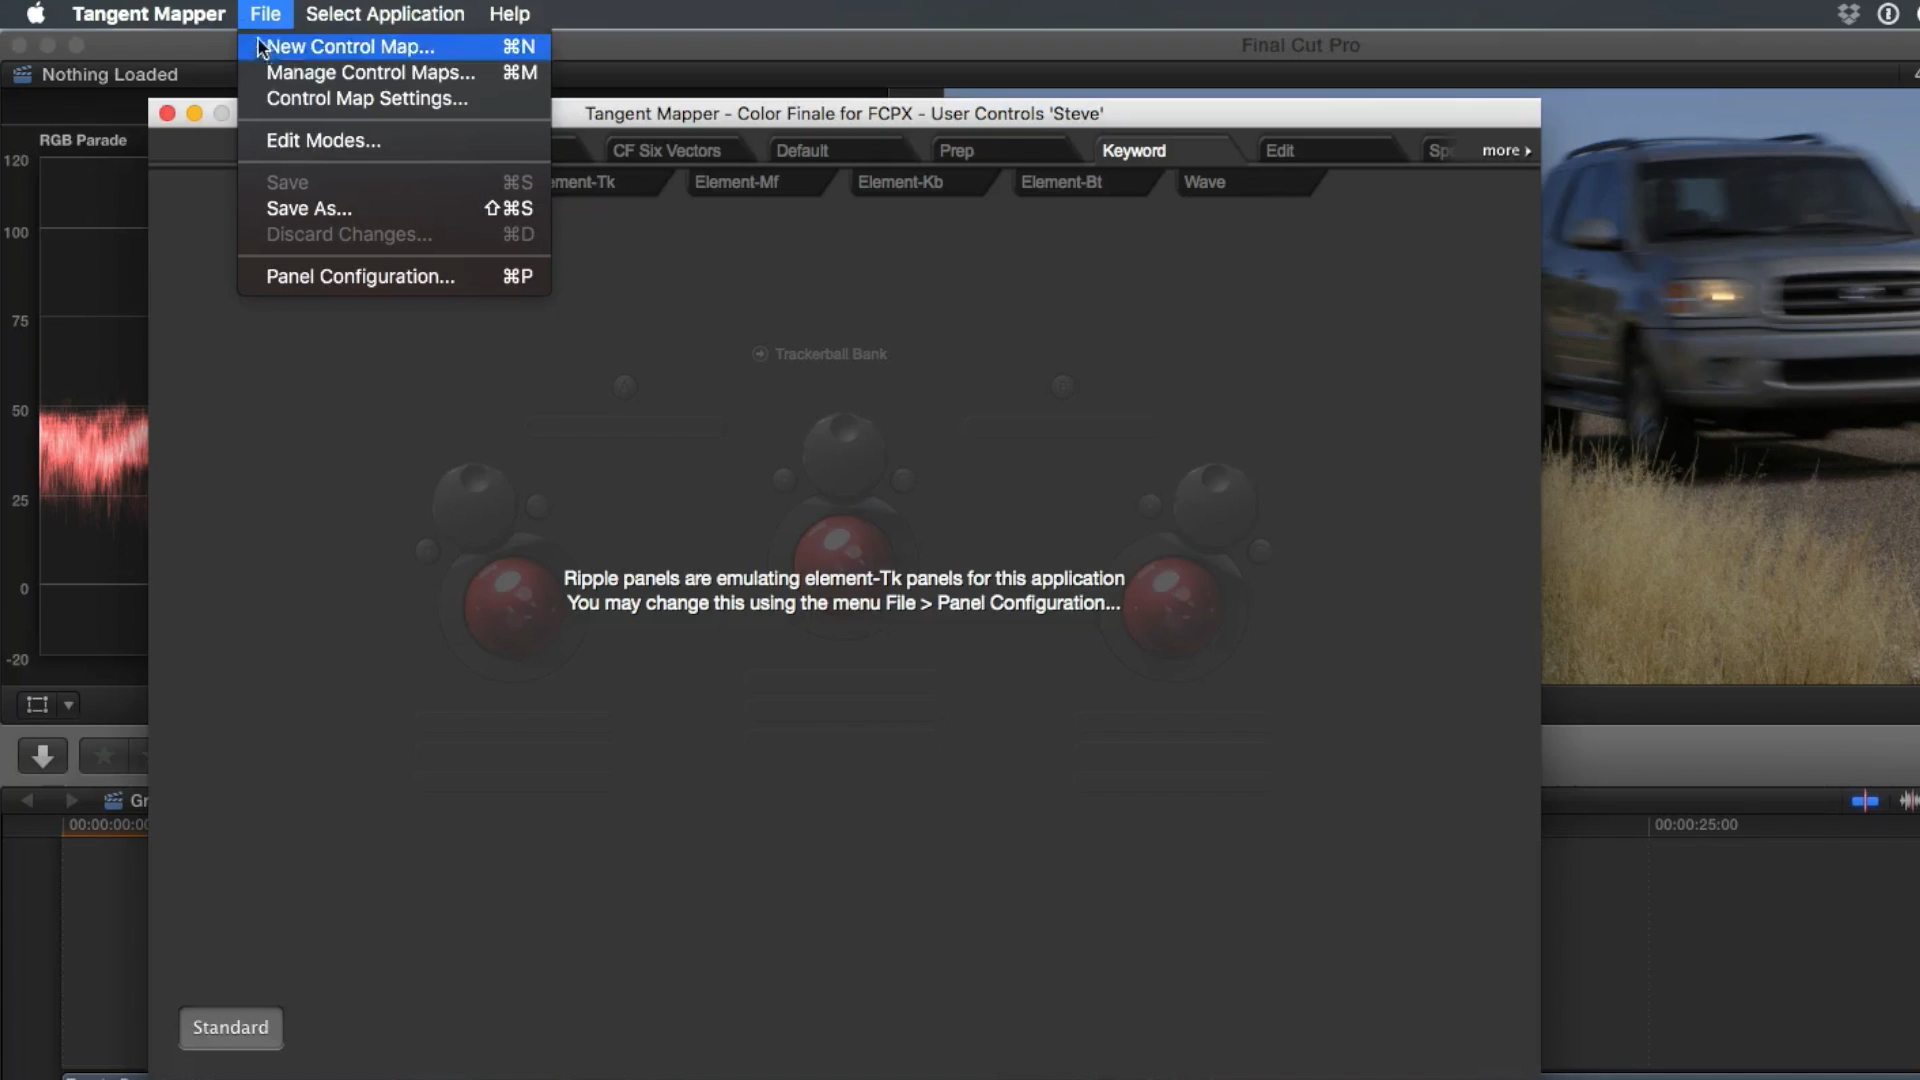 Tangent Mapper File Select Application Help
New Control Map... ⌘N
Manage Control Maps... ⌘M
Control Map Settings...
Edit Modes...
Save ⌘S
Save As... ⇧⌘S
Discard Changes... ⌘D
Panel Configuration... ⌘P
Final Cut Pro
Nothing Loaded
Tangent Mapper - Color Finale for FCPX - User Controls 'Steve'
CF Six Vectors Default Prep Keyword Edit more ›
Element-Mf Element-Kb Element-Bt Wave
RGB Parade
120
100
75
50
25
0
-20
Trackerball Bank
Ripple panels are emulating element-Tk panels for this application
You may change this using the menu File > Panel Configuration...
00:00:25:00
Standard